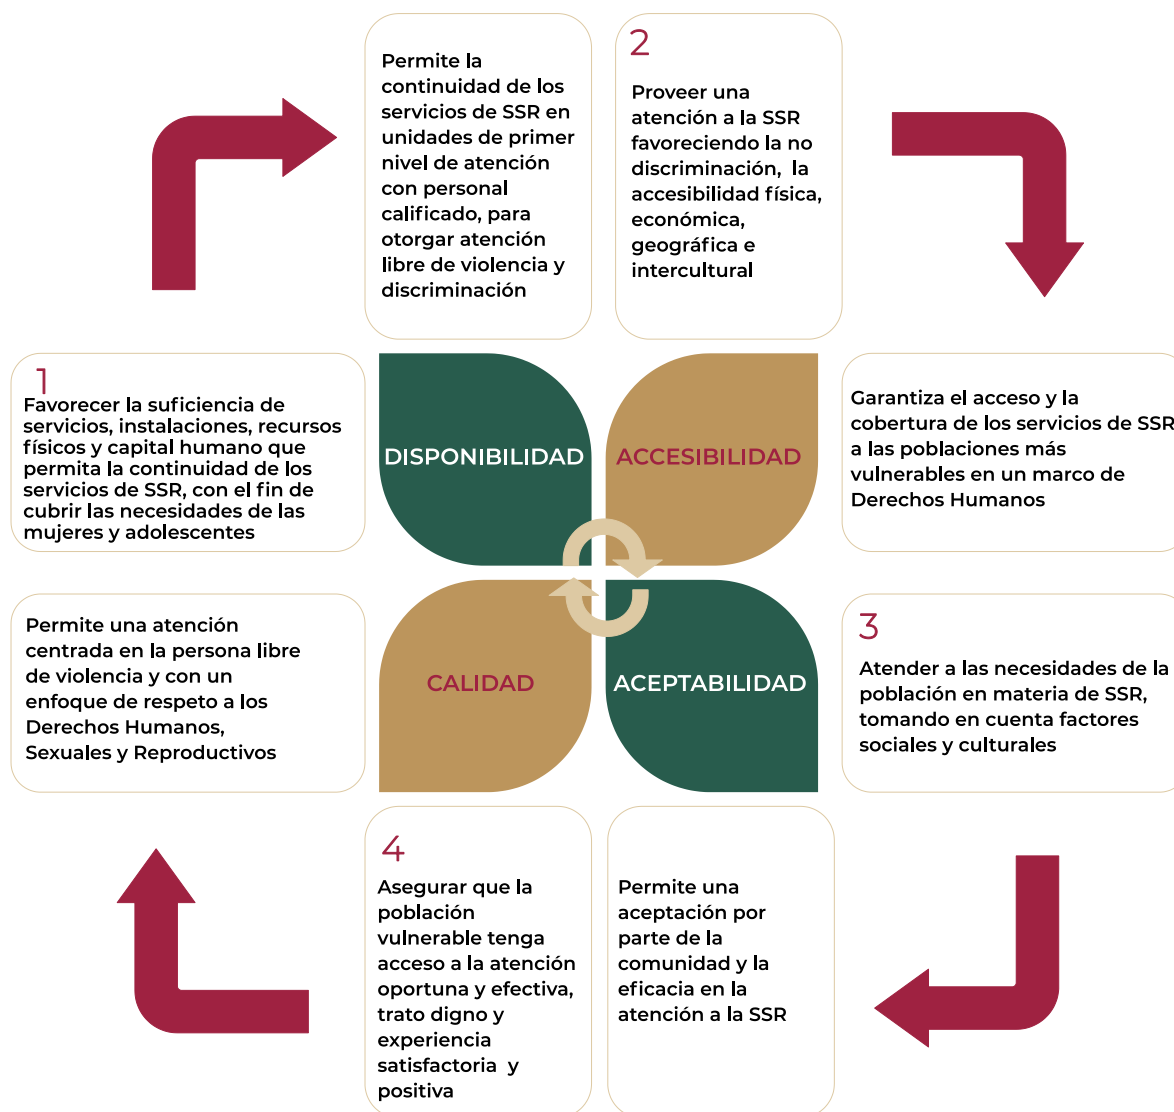 1
Favorecer la suficiencia de
servicios, instalaciones, recursos
físicos y capital humano que
permita la continuidad de los
servicios de SSR, con el fin de
cubrir las necesidades de las
mujeres y adolescentes
Permite la
continuidad de los
servicios de SSR en
unidades de primer
nivel de atención
con personal
calificado, para
otorgar atención
libre de violencia y
discriminación
DISPONIBILIDAD
2
Proveer una
atención a la SSR
favoreciendo la no
discriminación, la
accesibilidad física,
económica,
geográfica e
intercultural
ACCESIBILIDAD
Garantiza el acceso y la
cobertura de los servicios de SSR
a las poblaciones más
vulnerables en un marco de
Derechos Humanos
3
Atender a las necesidades de la
población en materia de SSR,
tomando en cuenta factores
sociales y culturales
ACEPTABILIDAD
Permite una
aceptación por
parte de la
comunidad y la
eficacia en la
atención a la SSR
4
Asegurar que la
población
vulnerable tenga
acceso a la atención
oportuna y efectiva,
trato digno y
experiencia
satisfactoria y
positiva
CALIDAD
Permite una atención
centrada en la persona libre
de violencia y con un
enfoque de respeto a los
Derechos Humanos,
Sexuales y Reproductivos